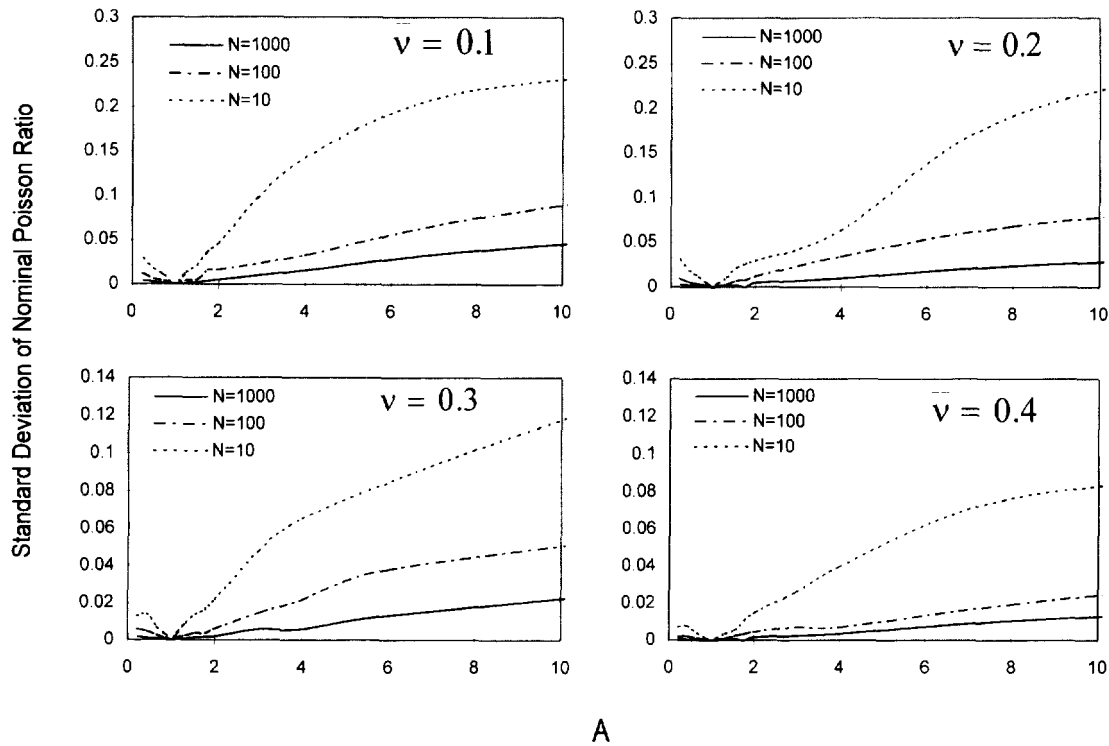 Standard Deviation of Nominal Poisson Ratio
0.3
0.25
0.2
0.15
0.1
0.05
0
N=1000
N=100
N=10
ν̄ = 0.1
0 2 4 6 8 10
0.3
0.25
0.2
0.15
0.1
0.05
0
N=1000
N=100
N=10
ν̄ = 0.2
0 2 4 6 8 10
0.14
0.12
0.1
0.08
0.06
0.04
0.02
0
N=1000
N=100
N=10
ν̄ = 0.3
0 2 4 6 8 10
0.14
0.12
0.1
0.08
0.06
0.04
0.02
0
N=1000
N=100
N=10
ν̄ = 0.4
0 2 4 6 8 10
A